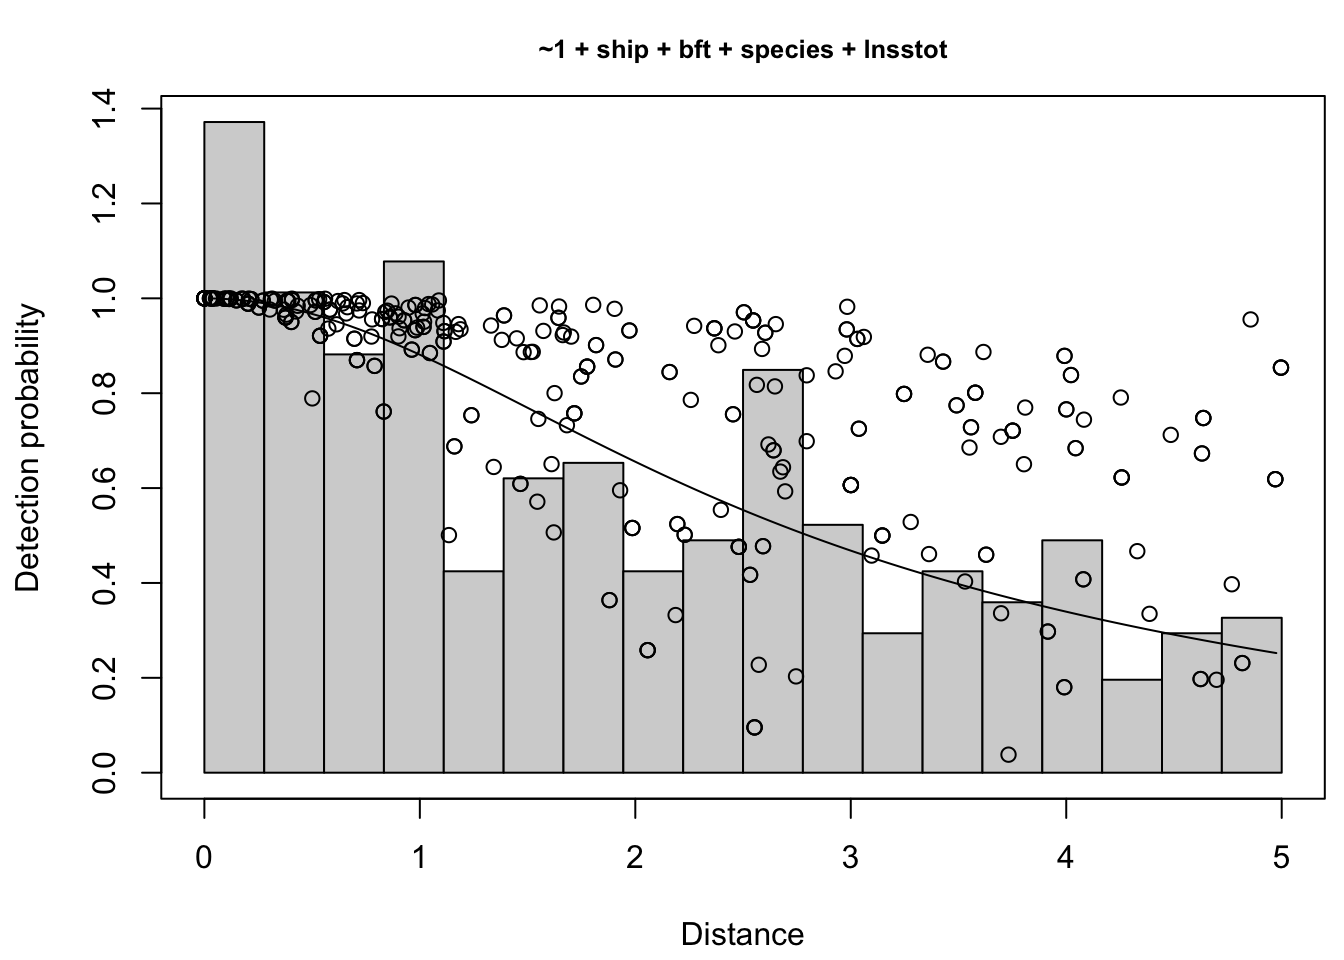 ~1 + ship + bft + species + lnsstot
Detection probability
1.4
1.2
1.0
0.8
0.6
0.4
0.2
0.0
0 1 2 3 4 5
Distance